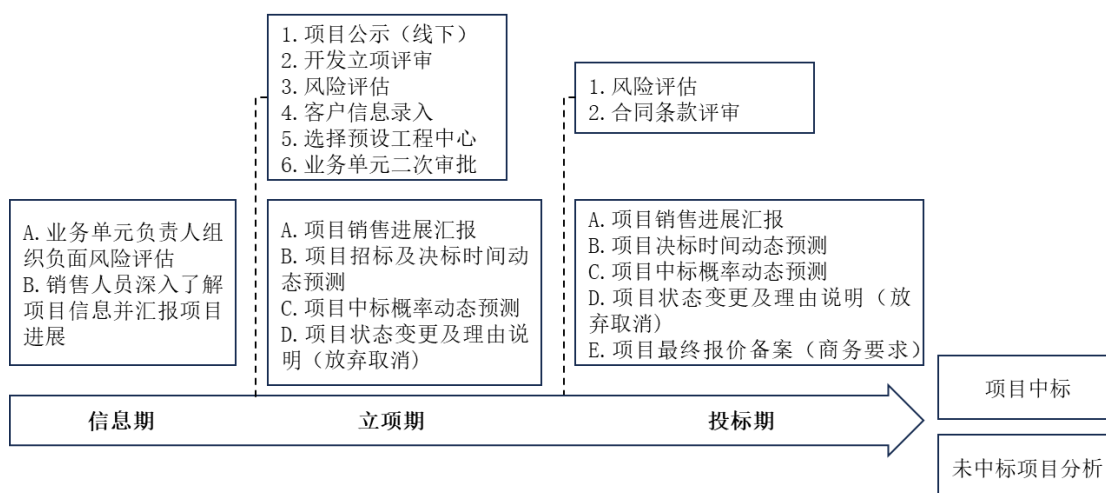 1. 项目公示（线下）
2. 开发立项评审
3. 风险评估
4. 客户信息录入
5. 选择预设工程中心
6. 业务单元二次审批
1. 风险评估
2. 合同条款评审
A. 业务单元负责人组
织负面风险评估
B. 销售人员深入了解
项目信息并汇报项目
进展
A. 项目销售进展汇报
B. 项目招标及决标时间动
态预测
C. 项目中标概率动态预测
D. 项目状态变更及理由说
明（放弃取消)
A. 项目销售进展汇报
B. 项目决标时间动态预测
C. 项目中标概率动态预测
D. 项目状态变更及理由说明（放
弃取消)
E. 项目最终报价备案（商务要求）
信息期
立项期
投标期
项目中标
未中标项目分析